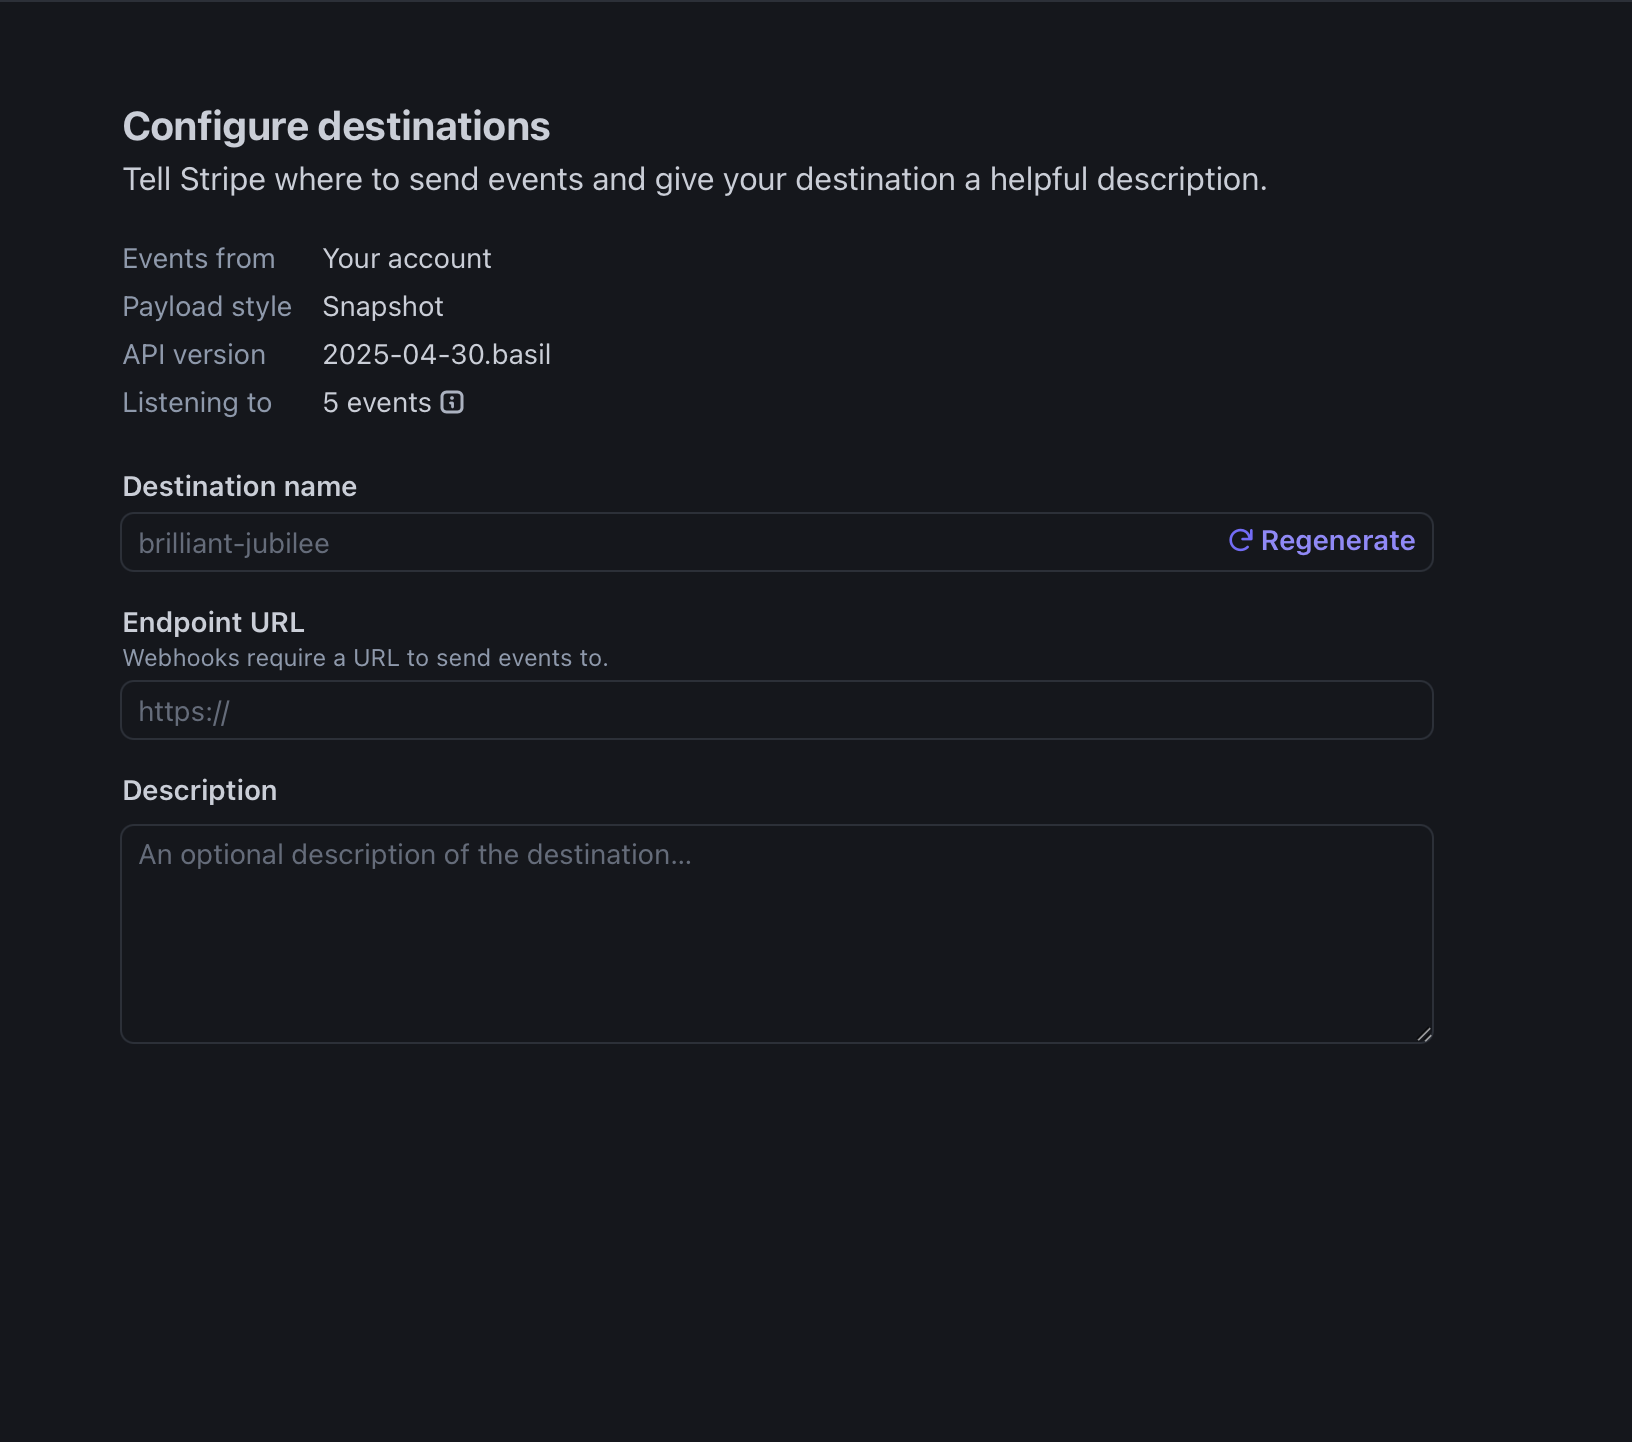 Configure destinations
Tell Stripe where to send events and give your destination a helpful description.
Events from Your account
Payload style Snapshot
API version 2025-04-30.basil
Listening to 5 events
Destination name
brilliant-jubilee Regenerate
Endpoint URL
Webhooks require a URL to send events to.
https://
Description
An optional description of the destination...